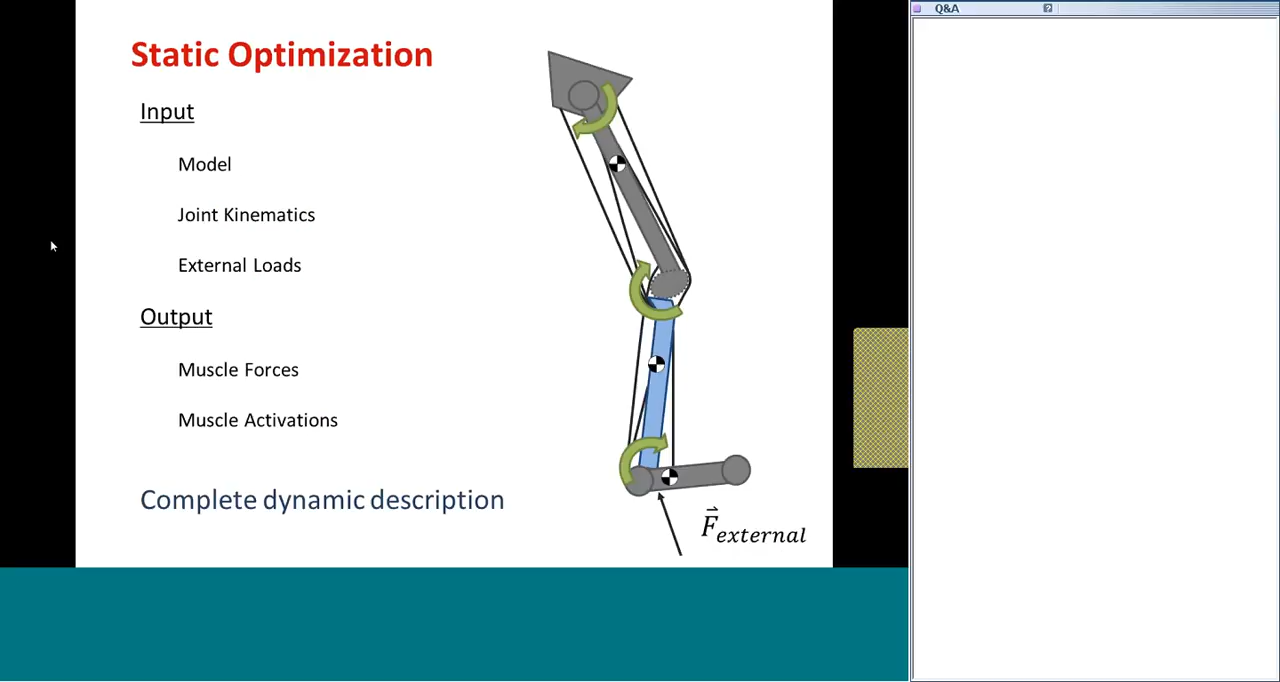 Q&A
Static Optimization
Input
Model
Joint Kinematics
External Loads
Output
Muscle Forces
Muscle Activations
Complete dynamic description
F⃗external